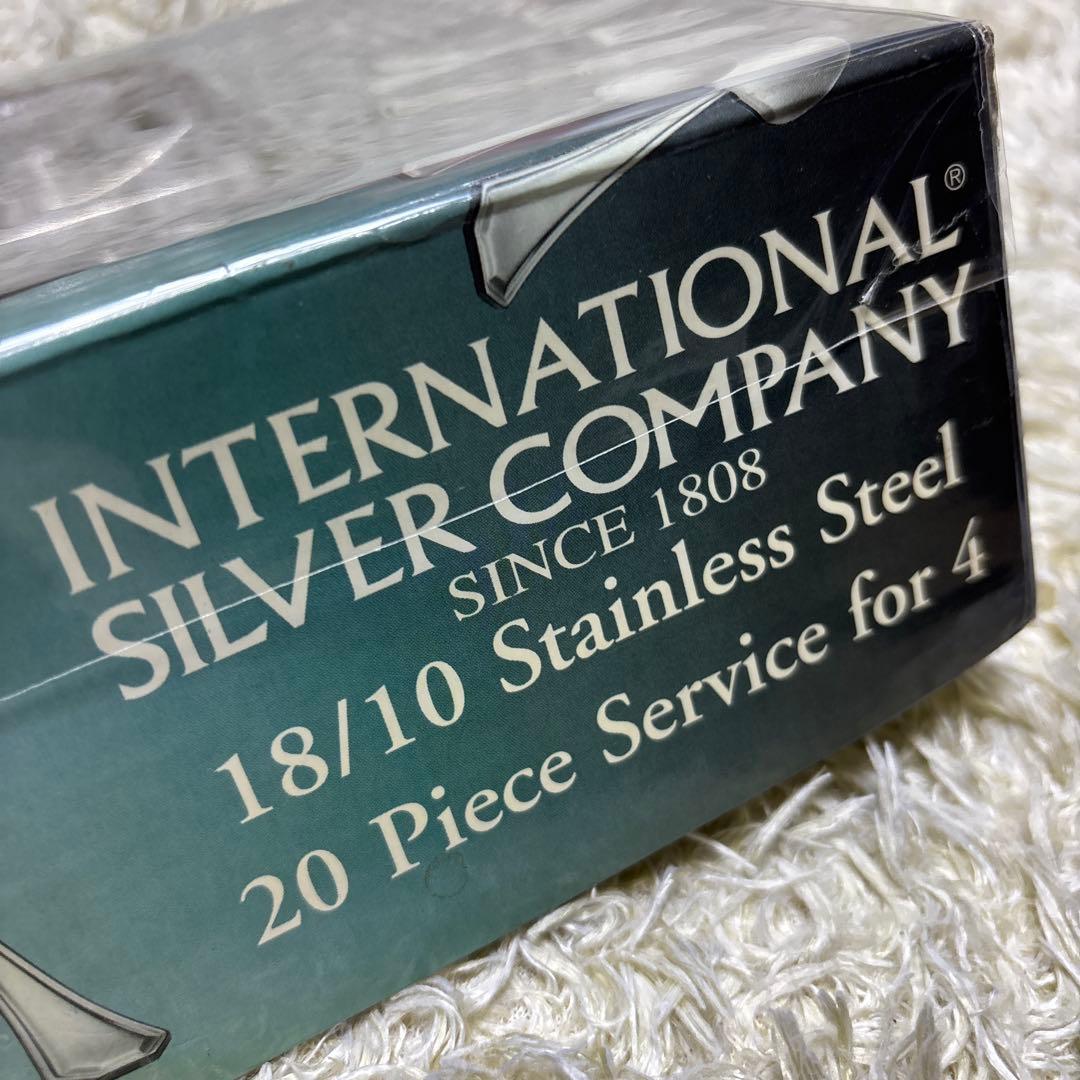 INTERNATIONAL®
SILVER COMPANY
SINCE 1808
18/10 Stainless Steel
20 Piece Service for 4